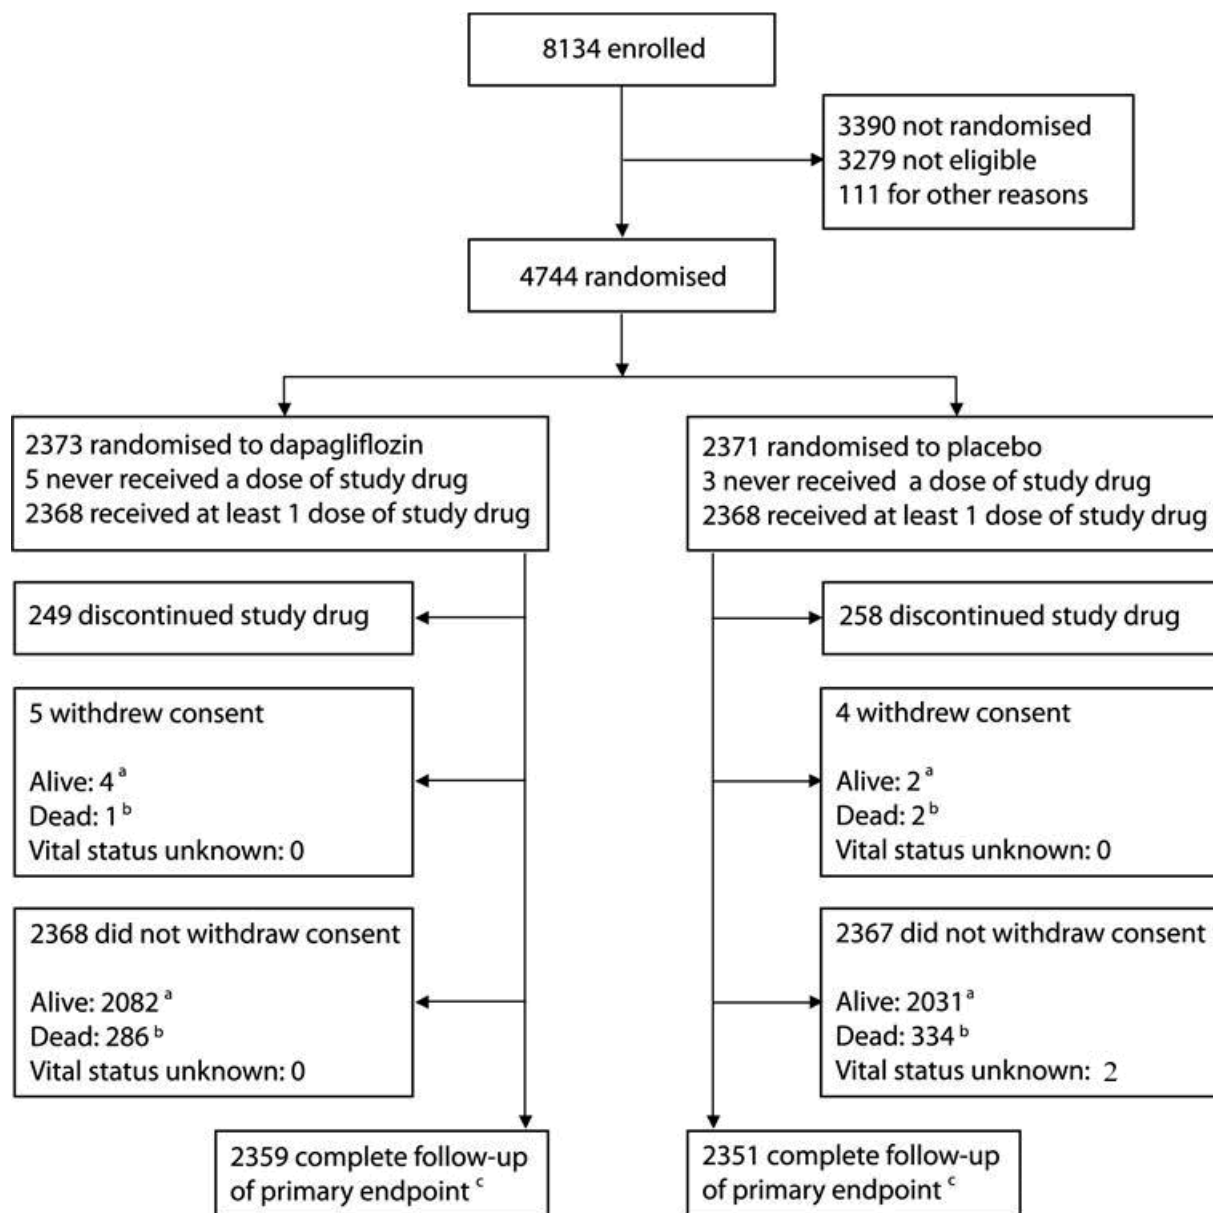 8134 enrolled
3390 not randomised
3279 not eligible
111 for other reasons
4744 randomised
2373 randomised to dapagliflozin
5 never received a dose of study drug
2368 received at least 1 dose of study drug
2371 randomised to placebo
3 never received a dose of study drug
2368 received at least 1 dose of study drug
249 discontinued study drug
258 discontinued study drug
5 withdrew consent
Alive: 4 a
Dead: 1 b
Vital status unknown: 0
4 withdrew consent
Alive: 2 a
Dead: 2 b
Vital status unknown: 0
2368 did not withdraw consent
Alive: 2082 a
Dead: 286 b
Vital status unknown: 0
2367 did not withdraw consent
Alive: 2031 a
Dead: 334 b
Vital status unknown: 2
2359 complete follow-up
of primary endpoint c
2351 complete follow-up
of primary endpoint c